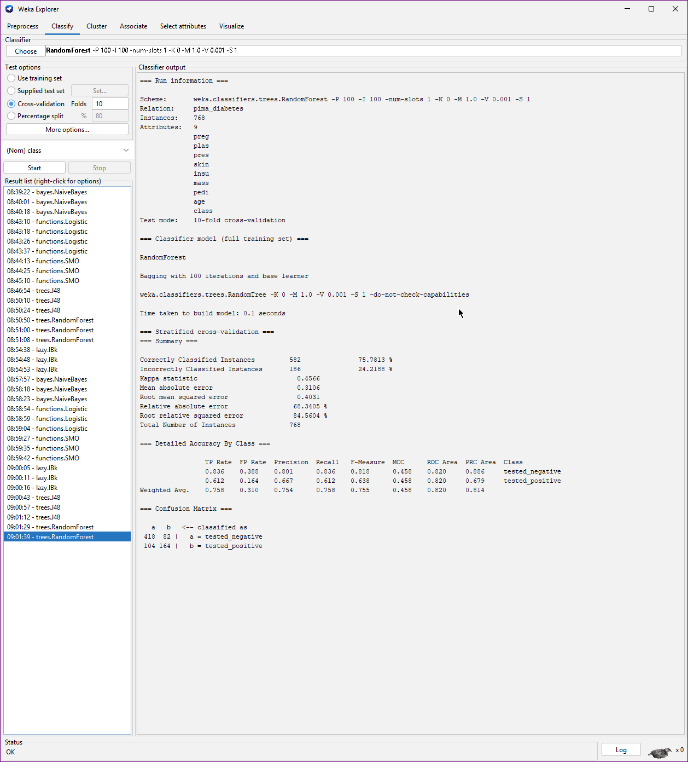 Weka Explorer
Preprocess Classify Cluster Associate Select attributes Visualize
Classifier
Choose RandomForest -P 100 -I 100 -num-slots 1 -K 0 -M 1.0 -V 0.001 -S 1
Test options
Use training set
Supplied test set Set...
Cross-validation Folds 10
Percentage split % 80
More options...
(Nom) class
Start Stop
Result list (right-click for options)
08:39:22 - bayes.NaiveBayes
08:40:01 - bayes.NaiveBayes
08:40:18 - bayes.NaiveBayes
08:43:10 - functions.Logistic
08:43:18 - functions.Logistic
08:43:26 - functions.Logistic
08:43:37 - functions.Logistic
08:44:13 - functions.SMO
08:44:25 - functions.SMO
08:45:10 - functions.SMO
08:46:54 - trees.J48
08:50:10 - trees.J48
08:50:24 - trees.J48
08:50:50 - trees.RandomForest
08:51:00 - trees.RandomForest
08:51:08 - trees.RandomForest
08:54:38 - lazy.IBk
08:54:48 - lazy.IBk
08:54:53 - lazy.IBk
08:57:57 - bayes.NaiveBayes
08:58:18 - bayes.NaiveBayes
08:58:23 - bayes.NaiveBayes
08:58:54 - functions.Logistic
08:58:59 - functions.Logistic
08:59:04 - functions.Logistic
08:59:27 - functions.SMO
08:59:35 - functions.SMO
08:59:42 - functions.SMO
09:00:05 - lazy.IBk
09:00:11 - lazy.IBk
09:00:16 - lazy.IBk
09:00:43 - trees.J48
09:00:57 - trees.J48
09:01:12 - trees.J48
09:01:29 - trees.RandomForest
09:01:39 - trees.RandomForest
Classifier output
=== Run information ===
Scheme: weka.classifiers.trees.RandomForest -P 100 -I 100 -num-slots 1 -K 0 -M 1.0 -V 0.001 -S 1
Relation: pima_diabetes
Instances: 768
Attributes: 9
preg
plas
pres
skin
insu
mass
pedi
age
class
Test mode: 10-fold cross-validation
=== Classifier model (full training set) ===
RandomForest
Bagging with 100 iterations and base learner
weka.classifiers.trees.RandomTree -K 0 -M 1.0 -V 0.001 -S 1 -do-not-check-capabilities
Time taken to build model: 0.1 seconds
=== Stratified cross-validation ===
=== Summary ===
Correctly Classified Instances 582 75.7813 %
Incorrectly Classified Instances 186 24.2188 %
Kappa statistic 0.4566
Mean absolute error 0.3106
Root mean squared error 0.4031
Relative absolute error 68.3405 %
Root relative squared error 84.5604 %
Total Number of Instances 768
=== Detailed Accuracy By Class ===
TP Rate FP Rate Precision Recall F-Measure MCC ROC Area PRC Area Class
0.836 0.388 0.801 0.836 0.818 0.458 0.820 0.886 tested_negative
0.612 0.164 0.667 0.612 0.638 0.458 0.820 0.679 tested_positive
Weighted Avg. 0.758 0.310 0.754 0.758 0.755 0.458 0.820 0.814
=== Confusion Matrix ===
a b <-- classified as
418 82 | a = tested_negative
104 164 | b = tested_positive
Status
OK
Log x 0